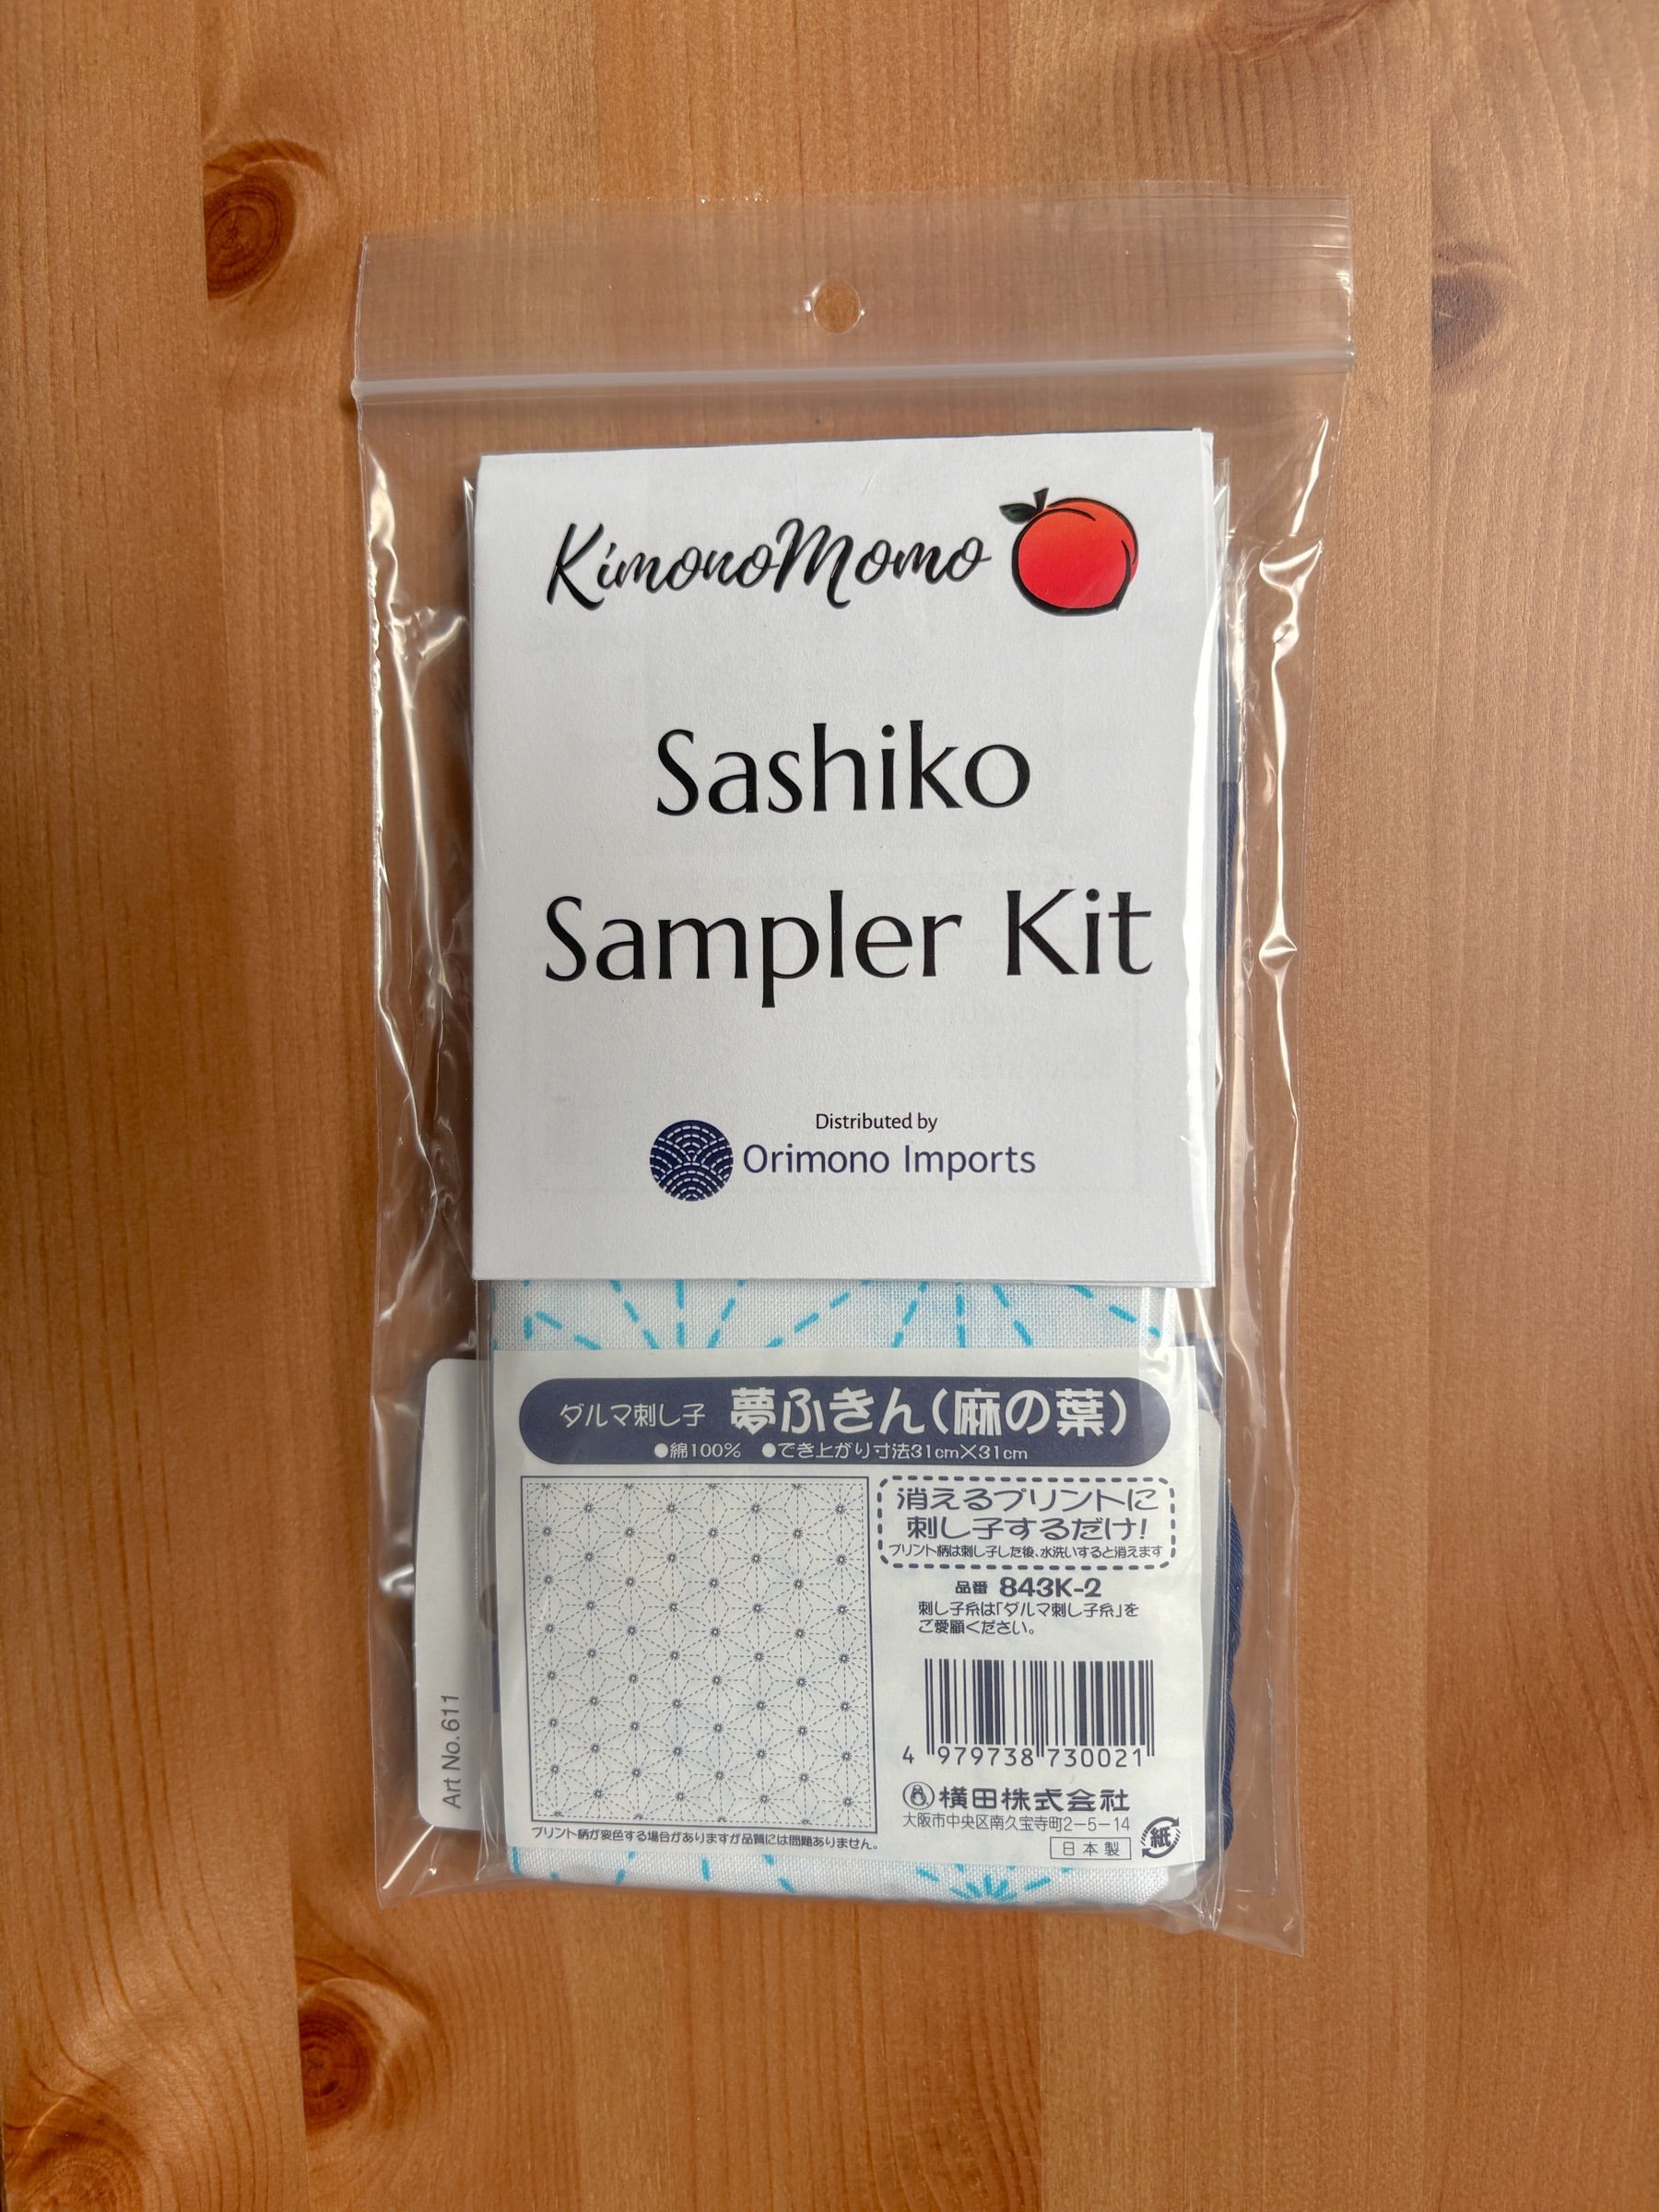 KimonoMomo
Sashiko
Sampler Kit
Distributed by
Orimono Imports
ダルマ刺し子 夢ふきん(麻の葉)
●綿100% ●でき上がり寸法31cm×31cm
消えるプリントに
刺し子するだけ!
プリント柄は刺し子した後、水洗いすると消えます
品番 843K-2
刺し子糸は「ダルマ刺し子糸」を
ご愛顧ください。
4 979738 730021
横田株式会社
大阪市中央区南久宝寺町2-5-14
日本製
紙
プリント柄が変色する場合がありますが品質には問題ありません。
Art No.611